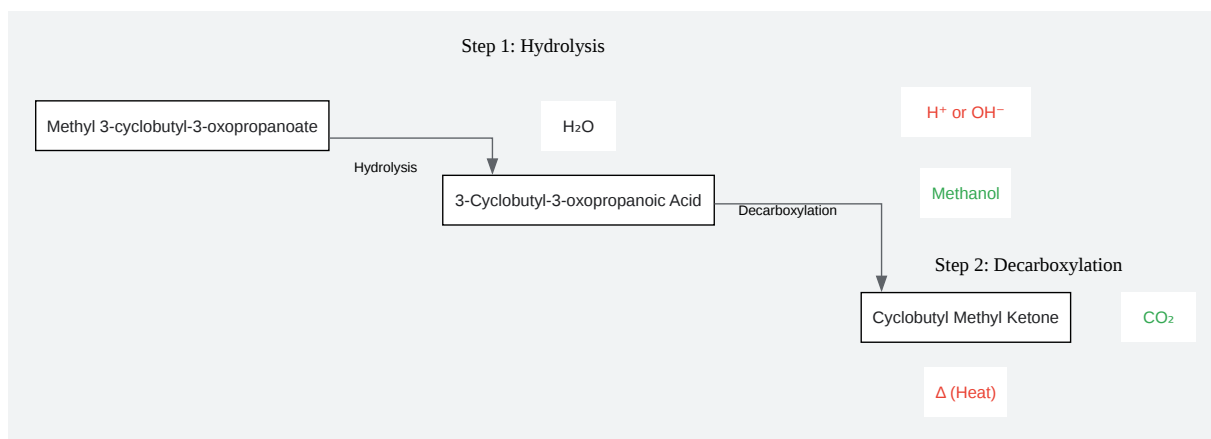 Step 1: Hydrolysis
Methyl 3-cyclobutyl-3-oxopropanoate
H₂O
H⁺ or OH⁻
Hydrolysis
3-Cyclobutyl-3-oxopropanoic Acid
Methanol
Decarboxylation
Step 2: Decarboxylation
Cyclobutyl Methyl Ketone
CO₂
Δ (Heat)